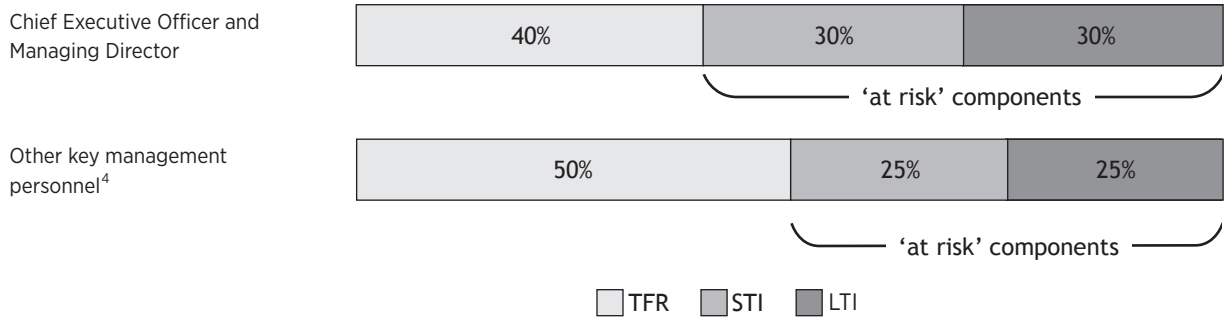 Chief Executive Officer and
Managing Director
40% 30% 30%
‘at risk’ components
Other key management
personnel⁴
50% 25% 25%
‘at risk’ components
TFR STI LTI